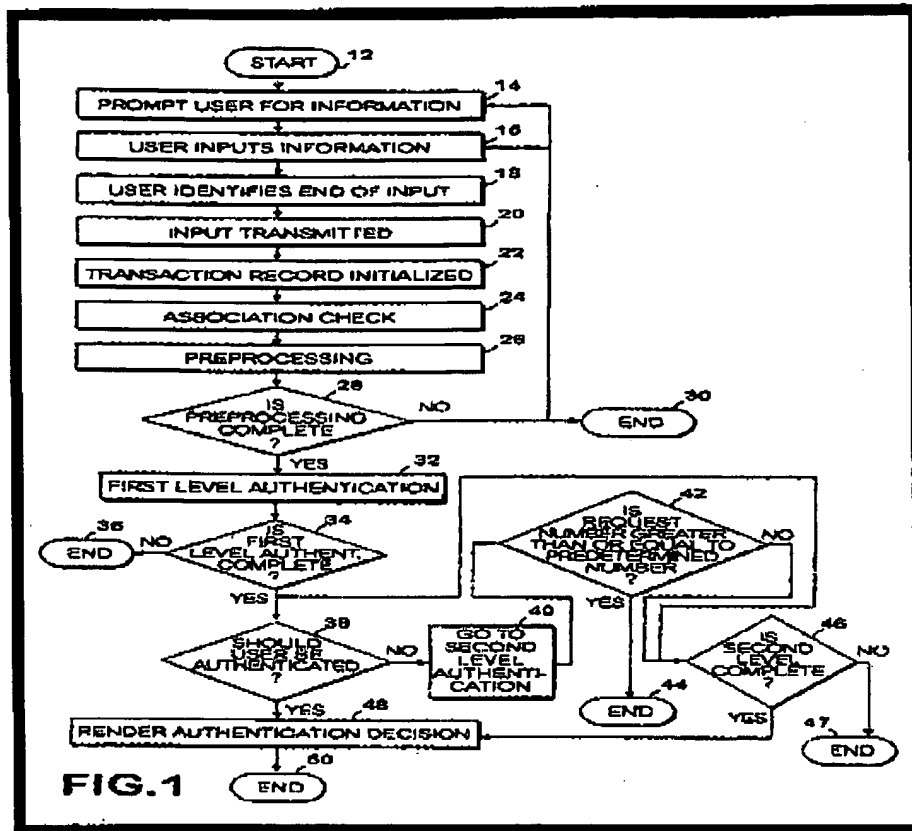 START
12
PROMPT USER FOR INFORMATION
14
USER INPUTS INFORMATION
16
USER IDENTIFIES END OF INPUT
18
INPUT TRANSMITTED
20
TRANSACTION RECORD INITIALIZED
22
ASSOCIATION CHECK
24
PREPROCESSING
26
IS
PREPROCESSING
COMPLETE
?
28
NO
END
30
YES
FIRST LEVEL AUTHENTICATION
32
IS
FIRST
LEVEL AUTHENT.
COMPLETE
?
34
NO
END
36
YES
IS
REQUEST
NUMBER GREATER
THAN OR EQUAL TO
PREDETERMINED
NUMBER
?
42
NO
YES
END
44
SHOULD
USER BE
AUTHENTICATED
?
38
NO
GO TO
SECOND
LEVEL
AUTHENTI-
CATION
40
IS
SECOND
LEVEL
COMPLETE
?
46
NO
END
47
YES
YES
RENDER AUTHENTICATION DECISION
48
END
50
FIG.1